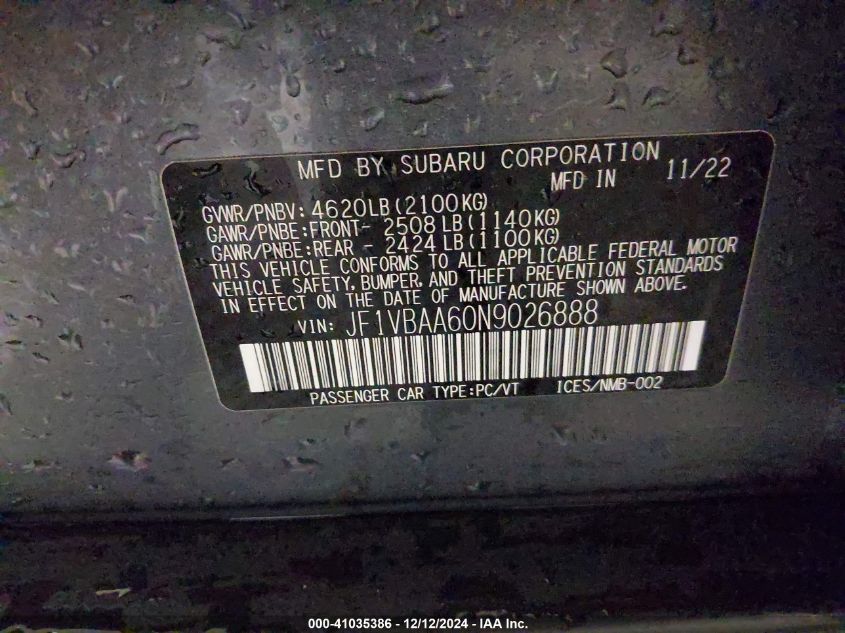 MFD BY SUBARU CORPORATION
MFD IN 11/22
GVWR/PNBV: 4620LB(2100KG)
GAWR/PNBE:FRONT- 2508 LB(1140KG)
GAWR/PNBE:REAR - 2424 LB(1100KG)
THIS VEHICLE CONFORMS TO ALL APPLICABLE FEDERAL MOTOR
VEHICLE SAFETY, BUMPER, AND THEFT PREVENTION STANDARDS
IN EFFECT ON THE DATE OF MANUFACTURE SHOWN ABOVE.
VIN: JF1VBAA60N9026888
PASSENGER CAR TYPE:PC/VT ICES/NMB-002
000-41035386 - 12/12/2024 - IAA Inc.